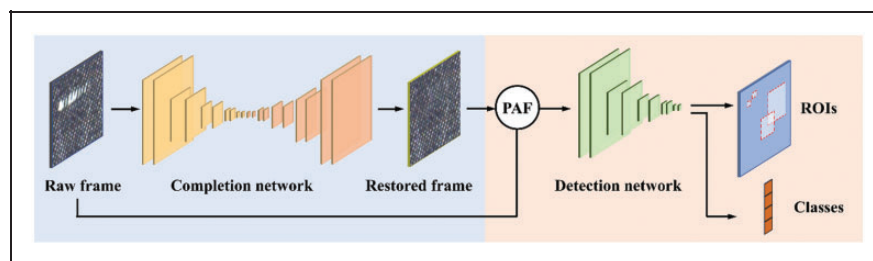 PAF
ROIs
Raw frame
Completion network
Restored frame
Detection network
Classes